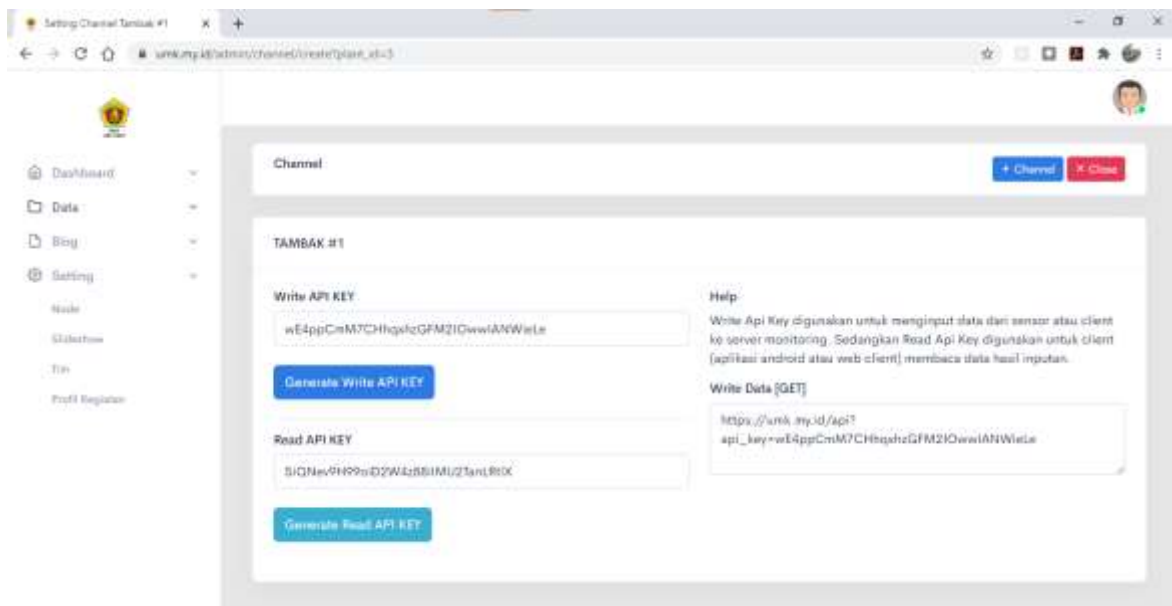 Setting Channel Tambak #1
umk.my.id/admin/channel/create?place_id=3
Channel
+ Channel
× Close
Dashboard
Data
Blog
Setting
Node
Slideshow
Tim
Profil Kegiatan
TAMBAK #1
Write API KEY
Generate Write API KEY
Read API KEY
Generate Read API KEY
Help
Write Api Key digunakan untuk menginput data dari sensor atau client
ke server monitoring. Sedangkan Read Api Key digunakan untuk client
(aplikasi android atau web client) membaca data hasil inputan.
Write Data [GET]
https://umk.my.id/api?